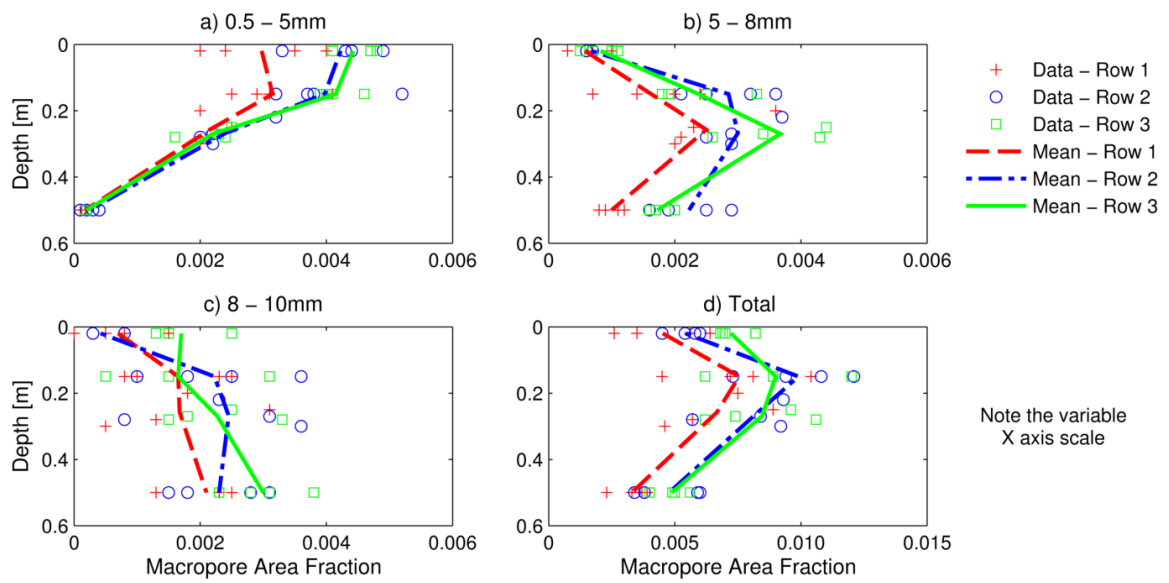 a) 0.5 − 5mm
b) 5 − 8mm
0
0.2
0.4
0.6
Depth [m]
0
0.002
0.004
0.006
0
0.2
0.4
0.6
0
0.002
0.004
0.006
Data − Row 1
Data − Row 2
Data − Row 3
Mean − Row 1
Mean − Row 2
Mean − Row 3
c) 8 − 10mm
d) Total
0
0.2
0.4
0.6
Depth [m]
0
0.002
0.004
0.006
Macropore Area Fraction
0
0.2
0.4
0.6
0
0.005
0.010
0.015
Macropore Area Fraction
Note the variable
X axis scale